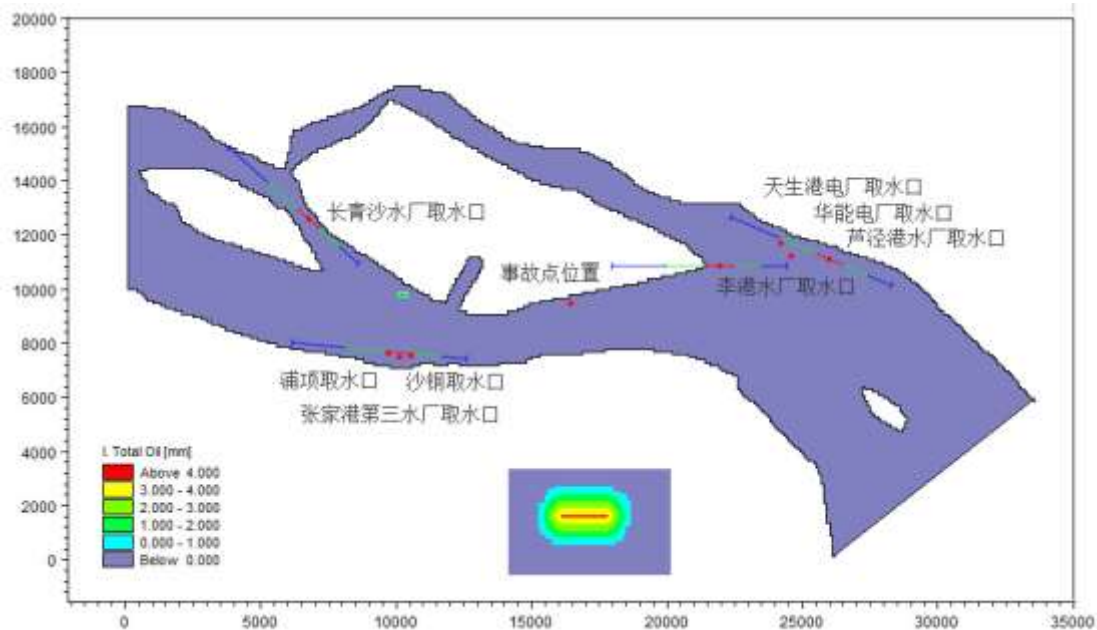 20000
18000
16000
14000
12000
10000
8000
6000
4000
2000
0
天生港电厂取水口
华能电厂取水口
芦泾港水厂取水口
长青沙水厂取水口
事故点位置
李港水厂取水口
浦项取水口 沙钢取水口
张家港第三水厂取水口
I. Total Oil [mm]
Above 4.000
3.000 - 4.000
2.000 - 3.000
1.000 - 2.000
0.000 - 1.000
Below 0.000
0 5000 10000 15000 20000 25000 30000 35000